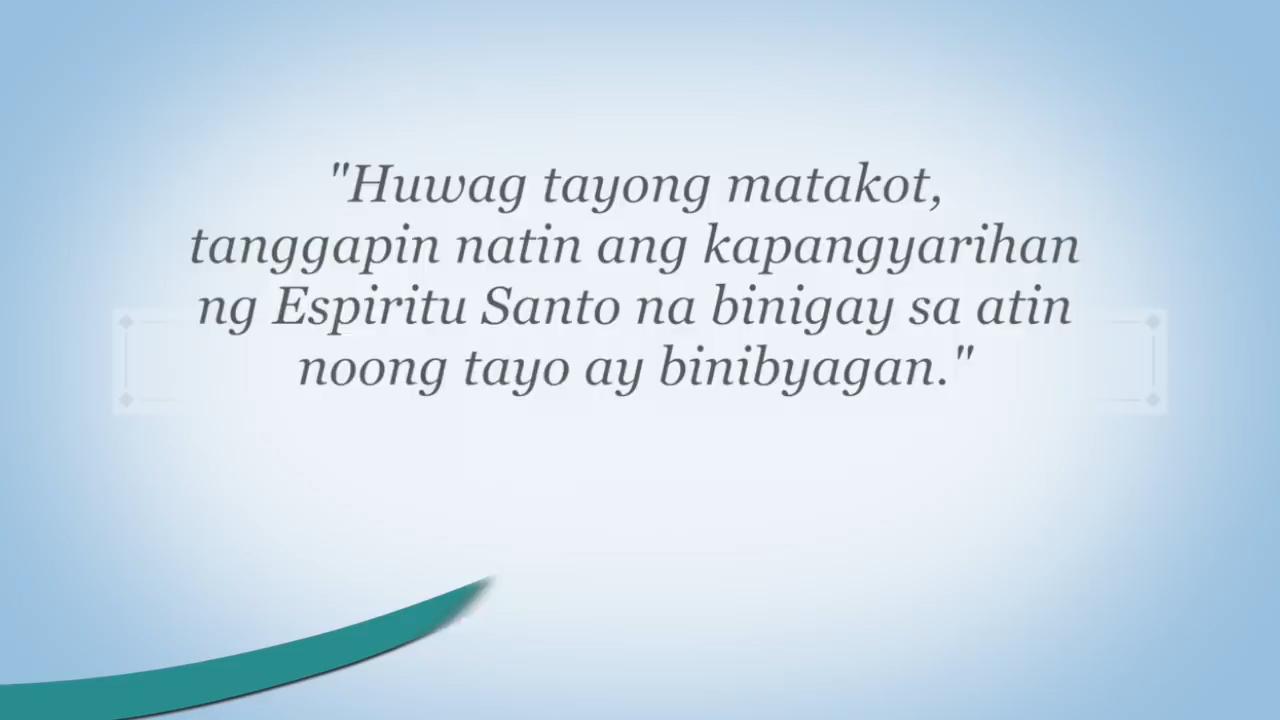 "Huwag tayong matakot,
tanggapin natin ang kapangyarihan
ng Espiritu Santo na binigay sa atin
noong tayo ay binibyagan."